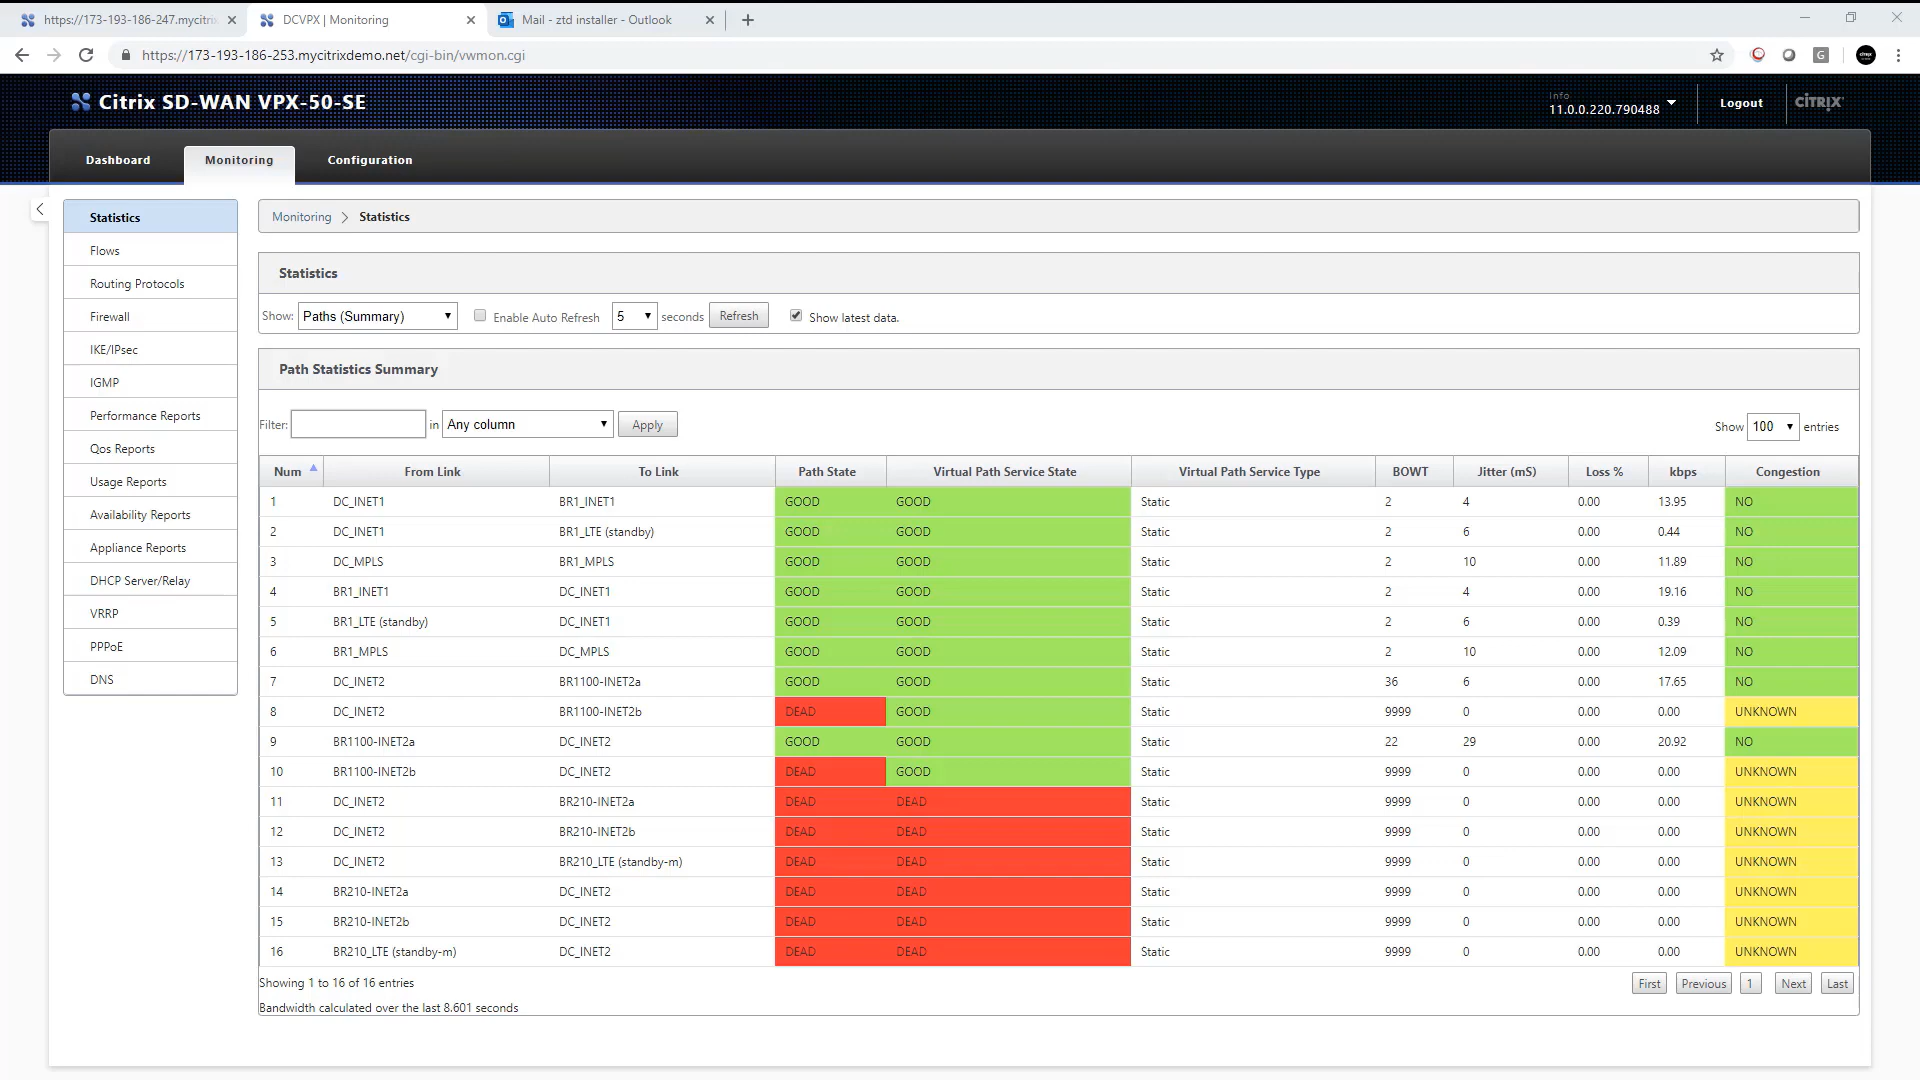 https://173-193-186-247.mycitrix
DCVPX | Monitoring
Mail - ztd installer - Outlook
https://173-193-186-253.mycitrixdemo.net/cgi-bin/vwmon.cgi
Citrix SD-WAN VPX-50-SE
Info
11.0.0.220.790488
Logout
CITRIX
Dashboard
Monitoring
Configuration
Statistics
Flows
Routing Protocols
Firewall
IKE/IPsec
IGMP
Performance Reports
Qos Reports
Usage Reports
Availability Reports
Appliance Reports
DHCP Server/Relay
VRRP
PPPoE
DNS
Monitoring > Statistics
Statistics
Show: Paths (Summary) Enable Auto Refresh 5 seconds Refresh Show latest data.
Path Statistics Summary
Filter: in Any column Apply Show 100 entries
Num From Link To Link Path State Virtual Path Service State Virtual Path Service Type BOWT Jitter (mS) Loss % kbps Congestion
1 DC_INET1 BR1_INET1 GOOD GOOD Static 2 4 0.00 13.95 NO
2 DC_INET1 BR1_LTE (standby) GOOD GOOD Static 2 6 0.00 0.44 NO
3 DC_MPLS BR1_MPLS GOOD GOOD Static 2 10 0.00 11.89 NO
4 BR1_INET1 DC_INET1 GOOD GOOD Static 2 4 0.00 19.16 NO
5 BR1_LTE (standby) DC_INET1 GOOD GOOD Static 2 6 0.00 0.39 NO
6 BR1_MPLS DC_MPLS GOOD GOOD Static 2 10 0.00 12.09 NO
7 DC_INET2 BR1100-INET2a GOOD GOOD Static 36 6 0.00 17.65 NO
8 DC_INET2 BR1100-INET2b DEAD GOOD Static 9999 0 0.00 0.00 UNKNOWN
9 BR1100-INET2a DC_INET2 GOOD GOOD Static 22 29 0.00 20.92 NO
10 BR1100-INET2b DC_INET2 DEAD GOOD Static 9999 0 0.00 0.00 UNKNOWN
11 DC_INET2 BR210-INET2a DEAD DEAD Static 9999 0 0.00 0.00 UNKNOWN
12 DC_INET2 BR210-INET2b DEAD DEAD Static 9999 0 0.00 0.00 UNKNOWN
13 DC_INET2 BR210_LTE (standby-m) DEAD DEAD Static 9999 0 0.00 0.00 UNKNOWN
14 BR210-INET2a DC_INET2 DEAD DEAD Static 9999 0 0.00 0.00 UNKNOWN
15 BR210-INET2b DC_INET2 DEAD DEAD Static 9999 0 0.00 0.00 UNKNOWN
16 BR210_LTE (standby-m) DC_INET2 DEAD DEAD Static 9999 0 0.00 0.00 UNKNOWN
Showing 1 to 16 of 16 entries First Previous 1 Next Last
Bandwidth calculated over the last 8.601 seconds